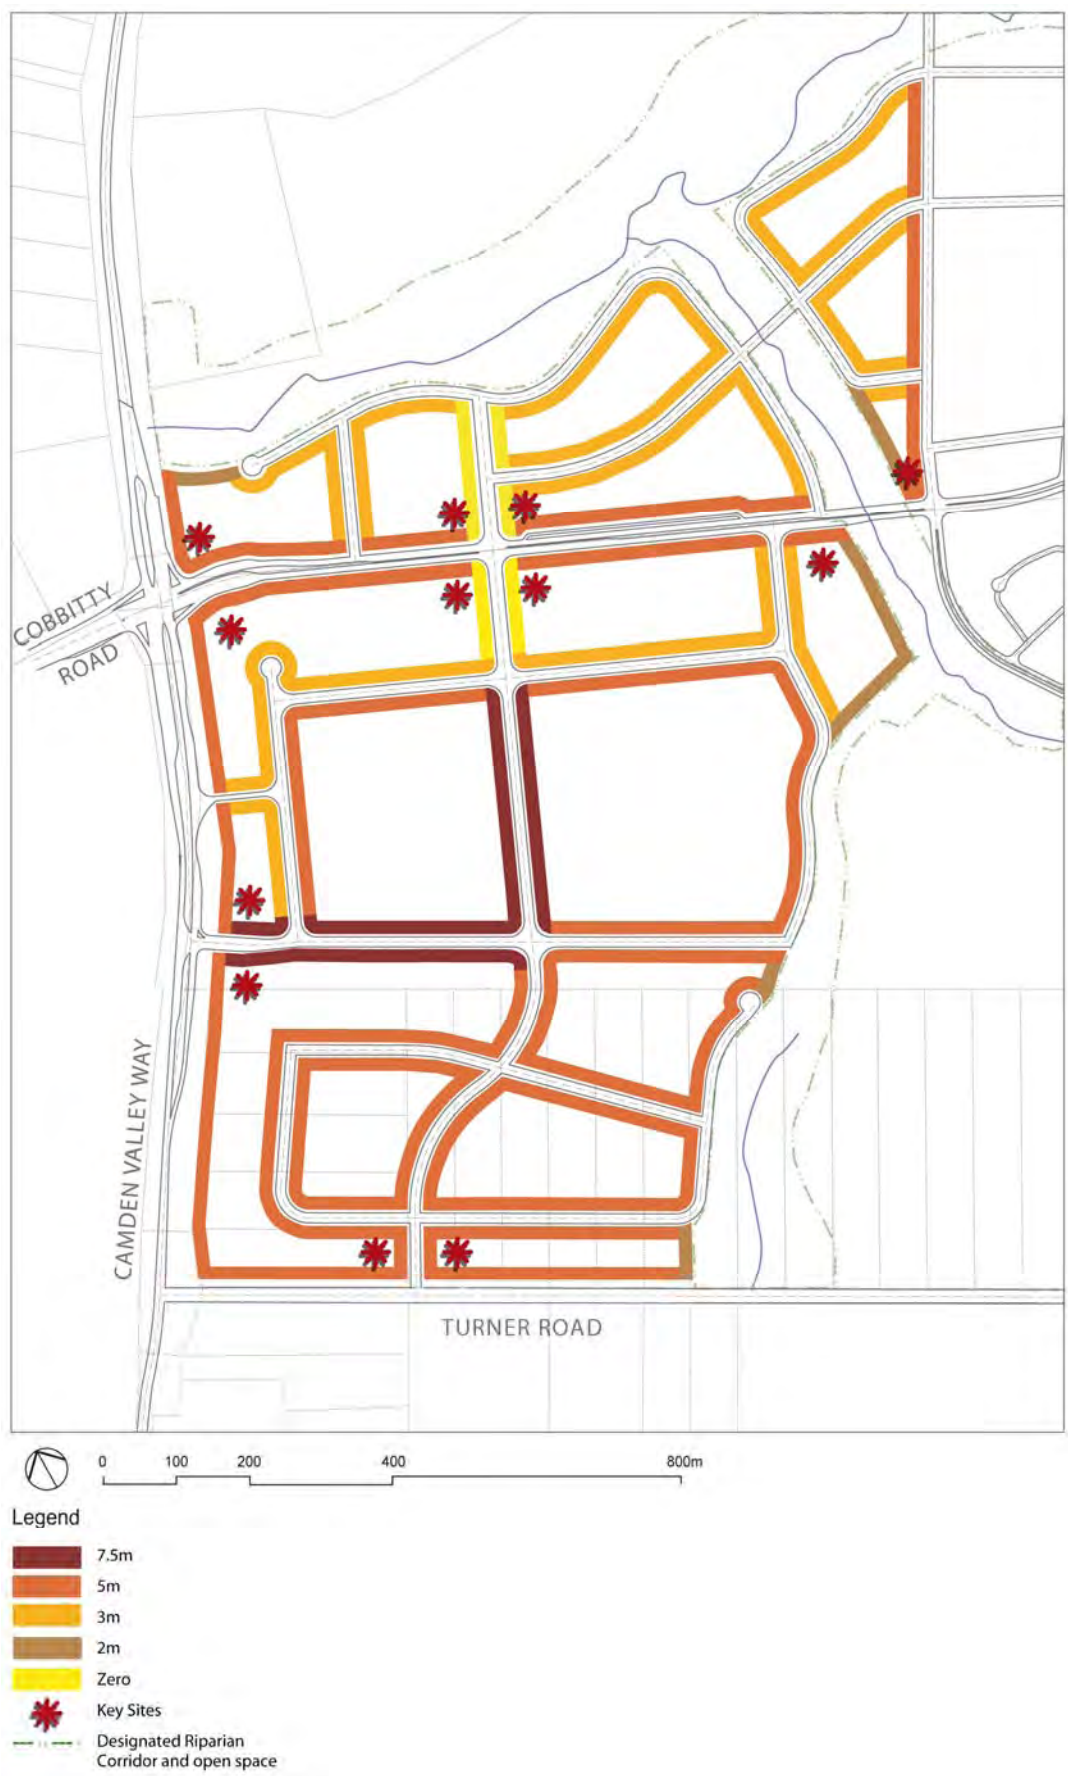 COBBITTY
ROAD
CAMDEN VALLEY WAY
TURNER ROAD
0 100 200 400 800m
Legend
7.5m
5m
3m
2m
Zero
Key Sites
Designated Riparian
Corridor and open space